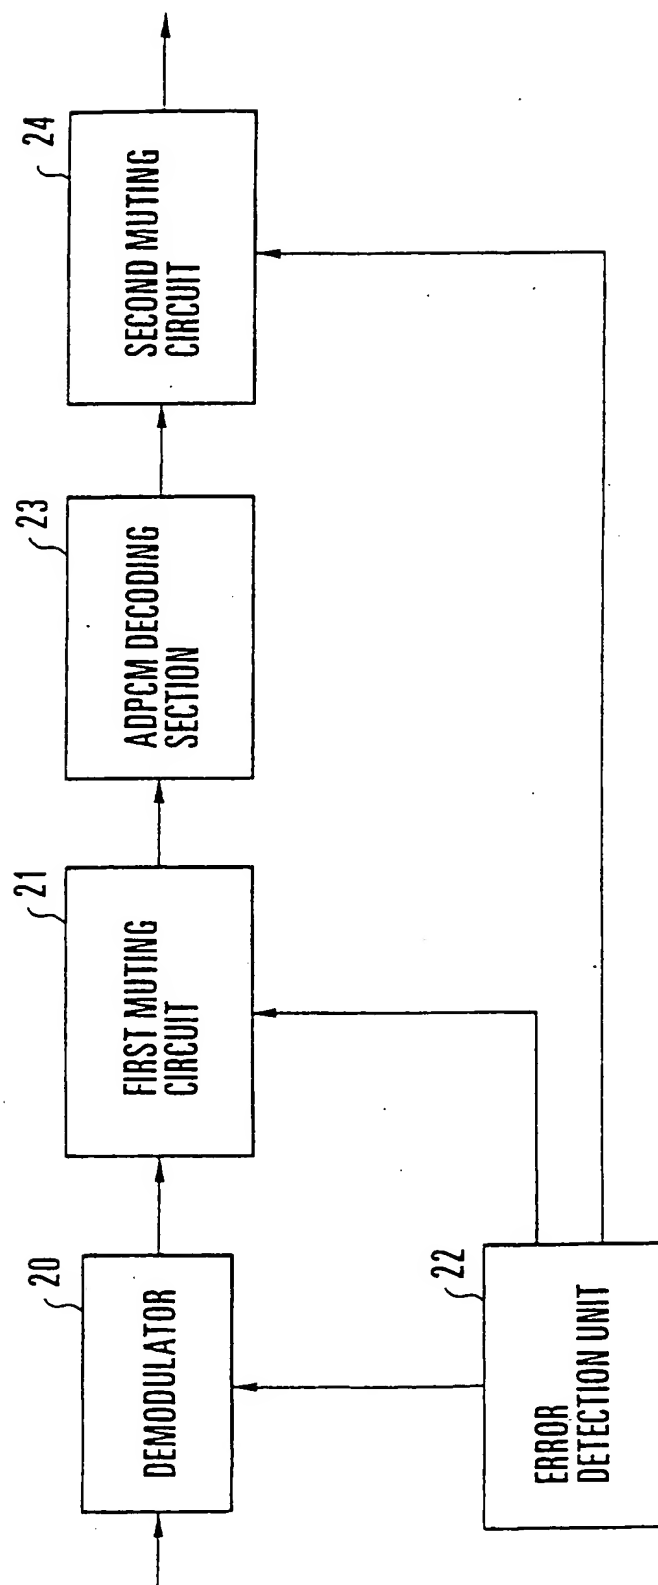 20
DEMODULATOR
21
FIRST MUTING
CIRCUIT
23
ADPCM DECODING
SECTION
24
SECOND MUTING
CIRCUIT
22
ERROR
DETECTION UNIT